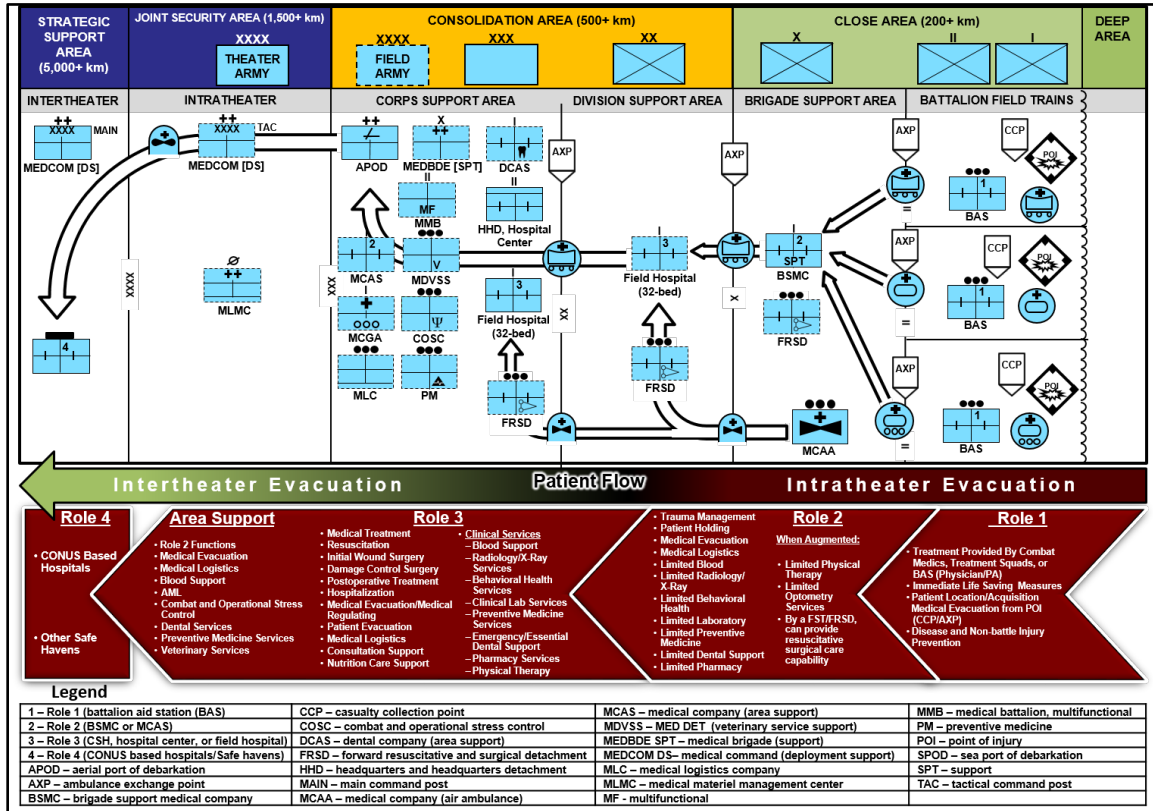 STRATEGIC
SUPPORT
AREA
(5,000+ km)
JOINT SECURITY AREA (1,500+ km)
XXXX
THEATER
ARMY
CONSOLIDATION AREA (500+ km)
XXXX
FIELD
ARMY
XXX
XX
CLOSE AREA (200+ km)
X
II
I
DEEP
AREA
INTERTHEATER
INTRATHEATER
CORPS SUPPORT AREA
DIVISION SUPPORT AREA
BRIGADE SUPPORT AREA
BATTALION FIELD TRAINS
++
XXXX
MAIN
MEDCOM [DS]
++
XXXX
TAC
MEDCOM [DS]
++
APOD
X
++
MEDBDE [SPT]
I
DCAS
II
MF
MMB
II
HHD, Hospital
Center
I
2
MCAS
V
MDVSS
I
3
Field Hospital
(32-bed)
I
MCGA
Ψ
COSC
MLC
PM
FRSD
Ø
++
MLMC
4
XXXX
XXX
XX
X
AXP
AXP
I
3
Field Hospital
(32-bed)
FRSD
I
2
SPT
BSMC
FRSD
MCAA
AXP
=
CCP
POI
1
BAS
AXP
=
CCP
POI
1
BAS
AXP
=
CCP
POI
1
BAS
Intertheater Evacuation
Patient Flow
Intratheater Evacuation
Role 4
• CONUS Based
Hospitals
• Other Safe
Havens
Area Support
• Role 2 Functions
• Medical Evacuation
• Medical Logistics
• Blood Support
• AML
• Combat and Operational Stress
Control
• Dental Services
• Preventive Medicine Services
• Veterinary Services
Role 3
• Medical Treatment
• Resuscitation
• Initial Wound Surgery
• Damage Control Surgery
• Postoperative Treatment
• Hospitalization
• Medical Evacuation/Medical
Regulating
• Patient Evacuation
• Medical Logistics
• Consultation Support
• Nutrition Care Support
• Clinical Services
– Blood Support
– Radiology/X-Ray
Services
– Behavioral Health
Services
– Clinical Lab Services
– Preventive Medicine
Services
– Emergency/Essential
Dental Support
– Pharmacy Services
– Physical Therapy
• Trauma Management
• Patient Holding
• Medical Evacuation
• Medical Logistics
• Limited Blood
• Limited Radiology/
X-Ray
• Limited Behavioral
Health
• Limited Laboratory
• Limited Preventive
Medicine
• Limited Dental Support
• Limited Pharmacy
Role 2
When Augmented:
• Limited Physical
Therapy
• Limited
Optometry
Services
• By a FST/FRSD,
can provide
resuscitative
surgical care
capability
Role 1
• Treatment Provided By Combat
Medics, Treatment Squads, or
BAS (Physician/PA)
• Immediate Life Saving Measures
• Patient Location/Acquisition
Medical Evacuation from POI
(CCP/AXP)
• Disease and Non-battle Injury
Prevention
Legend
1 – Role 1 (battalion aid station (BAS)
2 – Role 2 (BSMC or MCAS)
3 – Role 3 (CSH, hospital center, or field hospital)
4 – Role 4 (CONUS based hospitals/Safe havens)
APOD – aerial port of debarkation
AXP – ambulance exchange point
BSMC – brigade support medical company
CCP – casualty collection point
COSC – combat and operational stress control
DCAS – dental company (area support)
FRSD – forward resuscitative and surgical detachment
HHD – headquarters and headquarters detachment
MAIN – main command post
MCAA – medical company (air ambulance)
MCAS – medical company (area support)
MDVSS – MED DET (veterinary service support)
MEDBDE SPT – medical brigade (support)
MEDCOM DS– medical command (deployment support)
MLC – medical logistics company
MLMC – medical materiel management center
MF - multifunctional
MMB – medical battalion, multifunctional
PM – preventive medicine
POI – point of injury
SPOD – sea port of debarkation
SPT – support
TAC – tactical command post